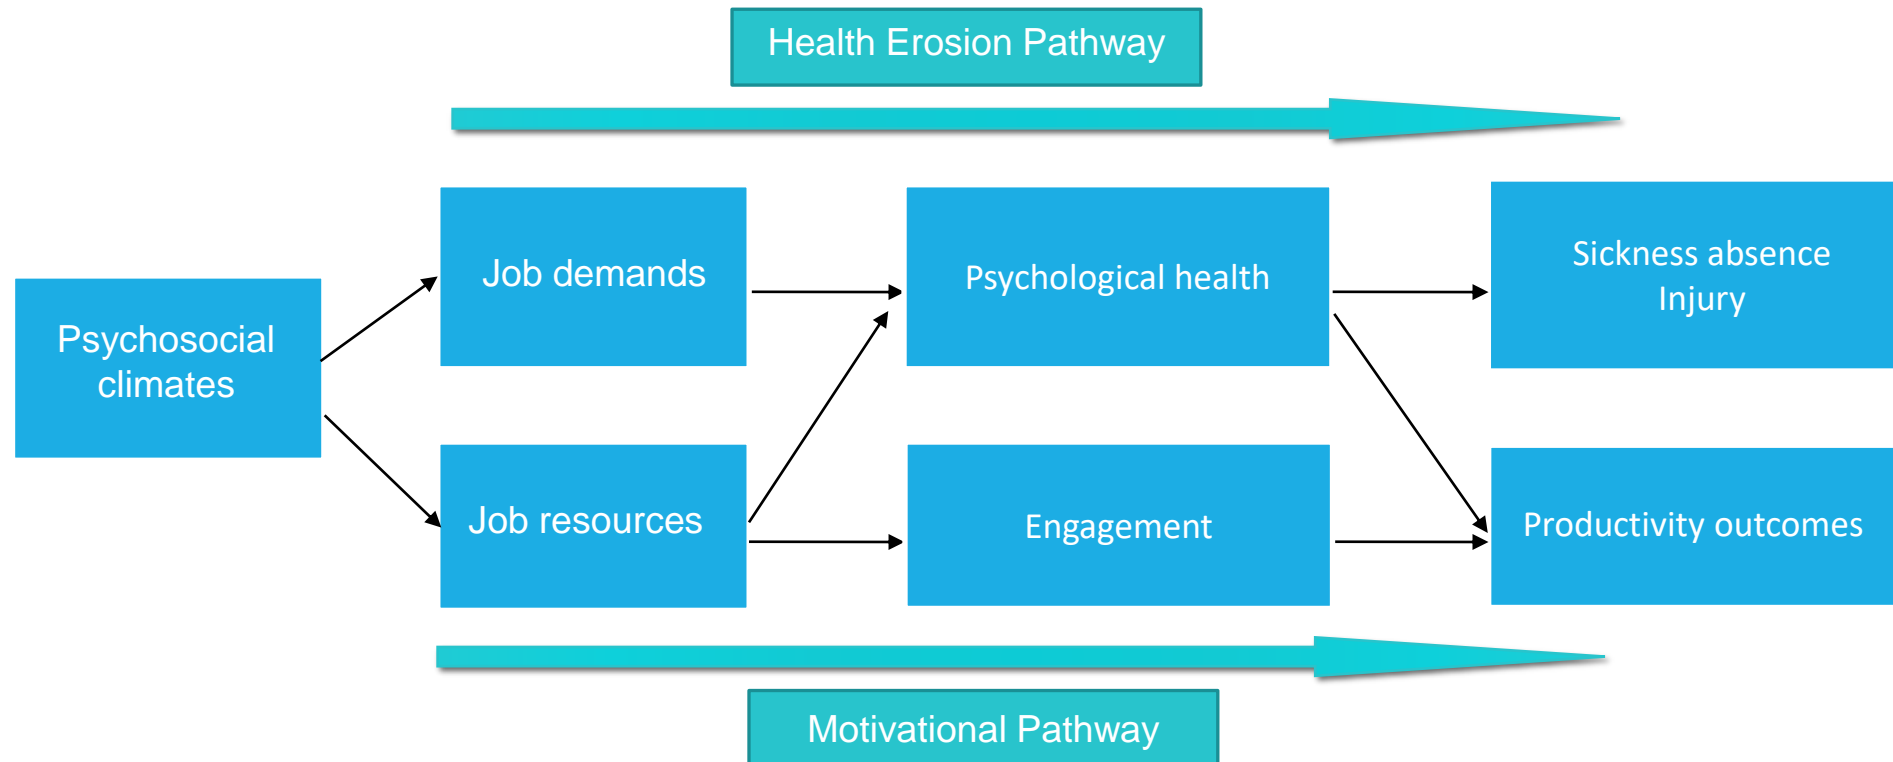 Health Erosion Pathway
Job demands
Psychological health
Sickness absence
Injury
Psychosocial
climates
Job resources
Engagement
Productivity outcomes
Motivational Pathway